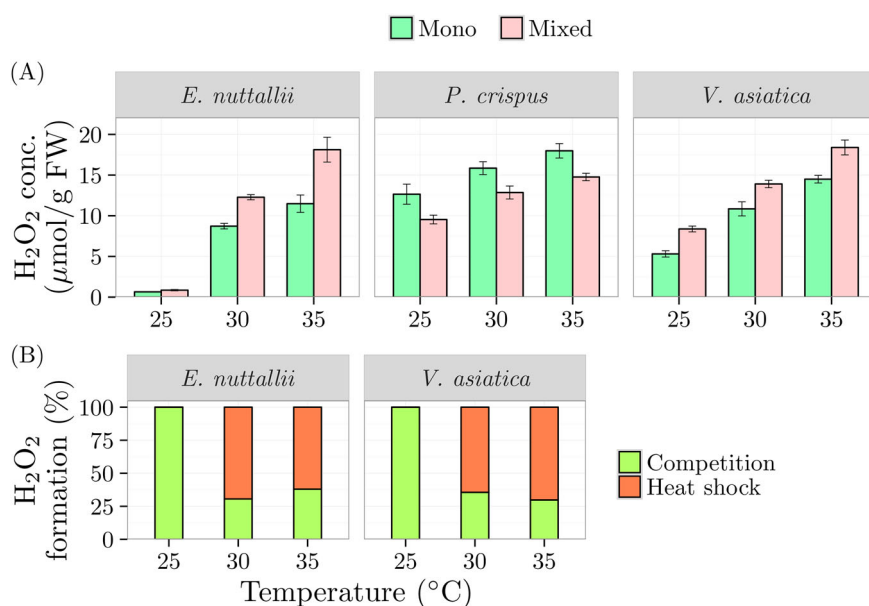 Mono Mixed
(A)
E. nuttallii P. crispus V. asiatica
H₂O₂ conc.
(μmol/g FW)
20
15
10
5
0
25 30 35 25 30 35 25 30 35
(B)
E. nuttallii V. asiatica
H₂O₂
formation (%)
100
75
50
25
0
Competition
Heat shock
25 30 35 25 30 35
Temperature (°C)